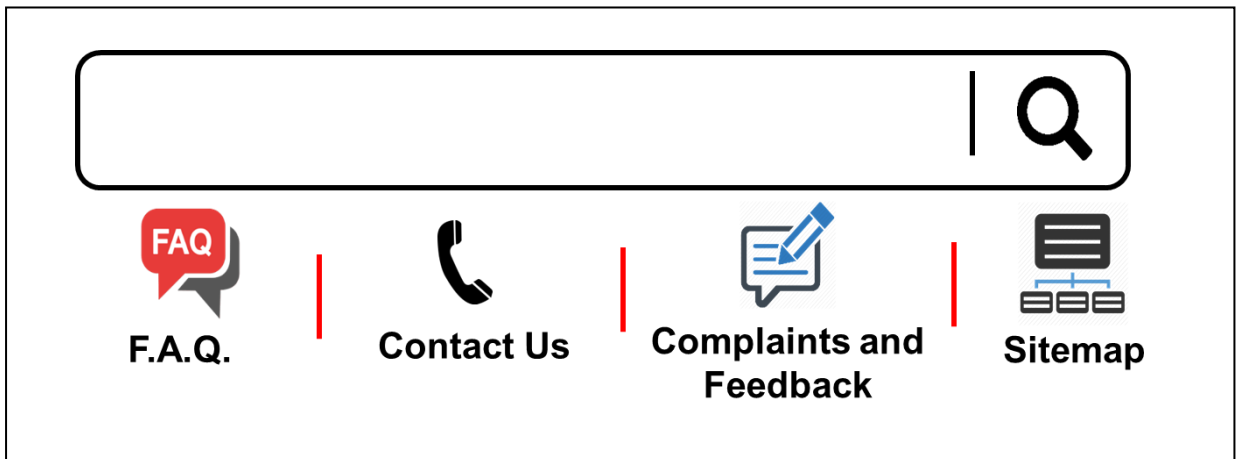 FAQ
F.A.Q.
Contact Us
Complaints and
Feedback
Sitemap